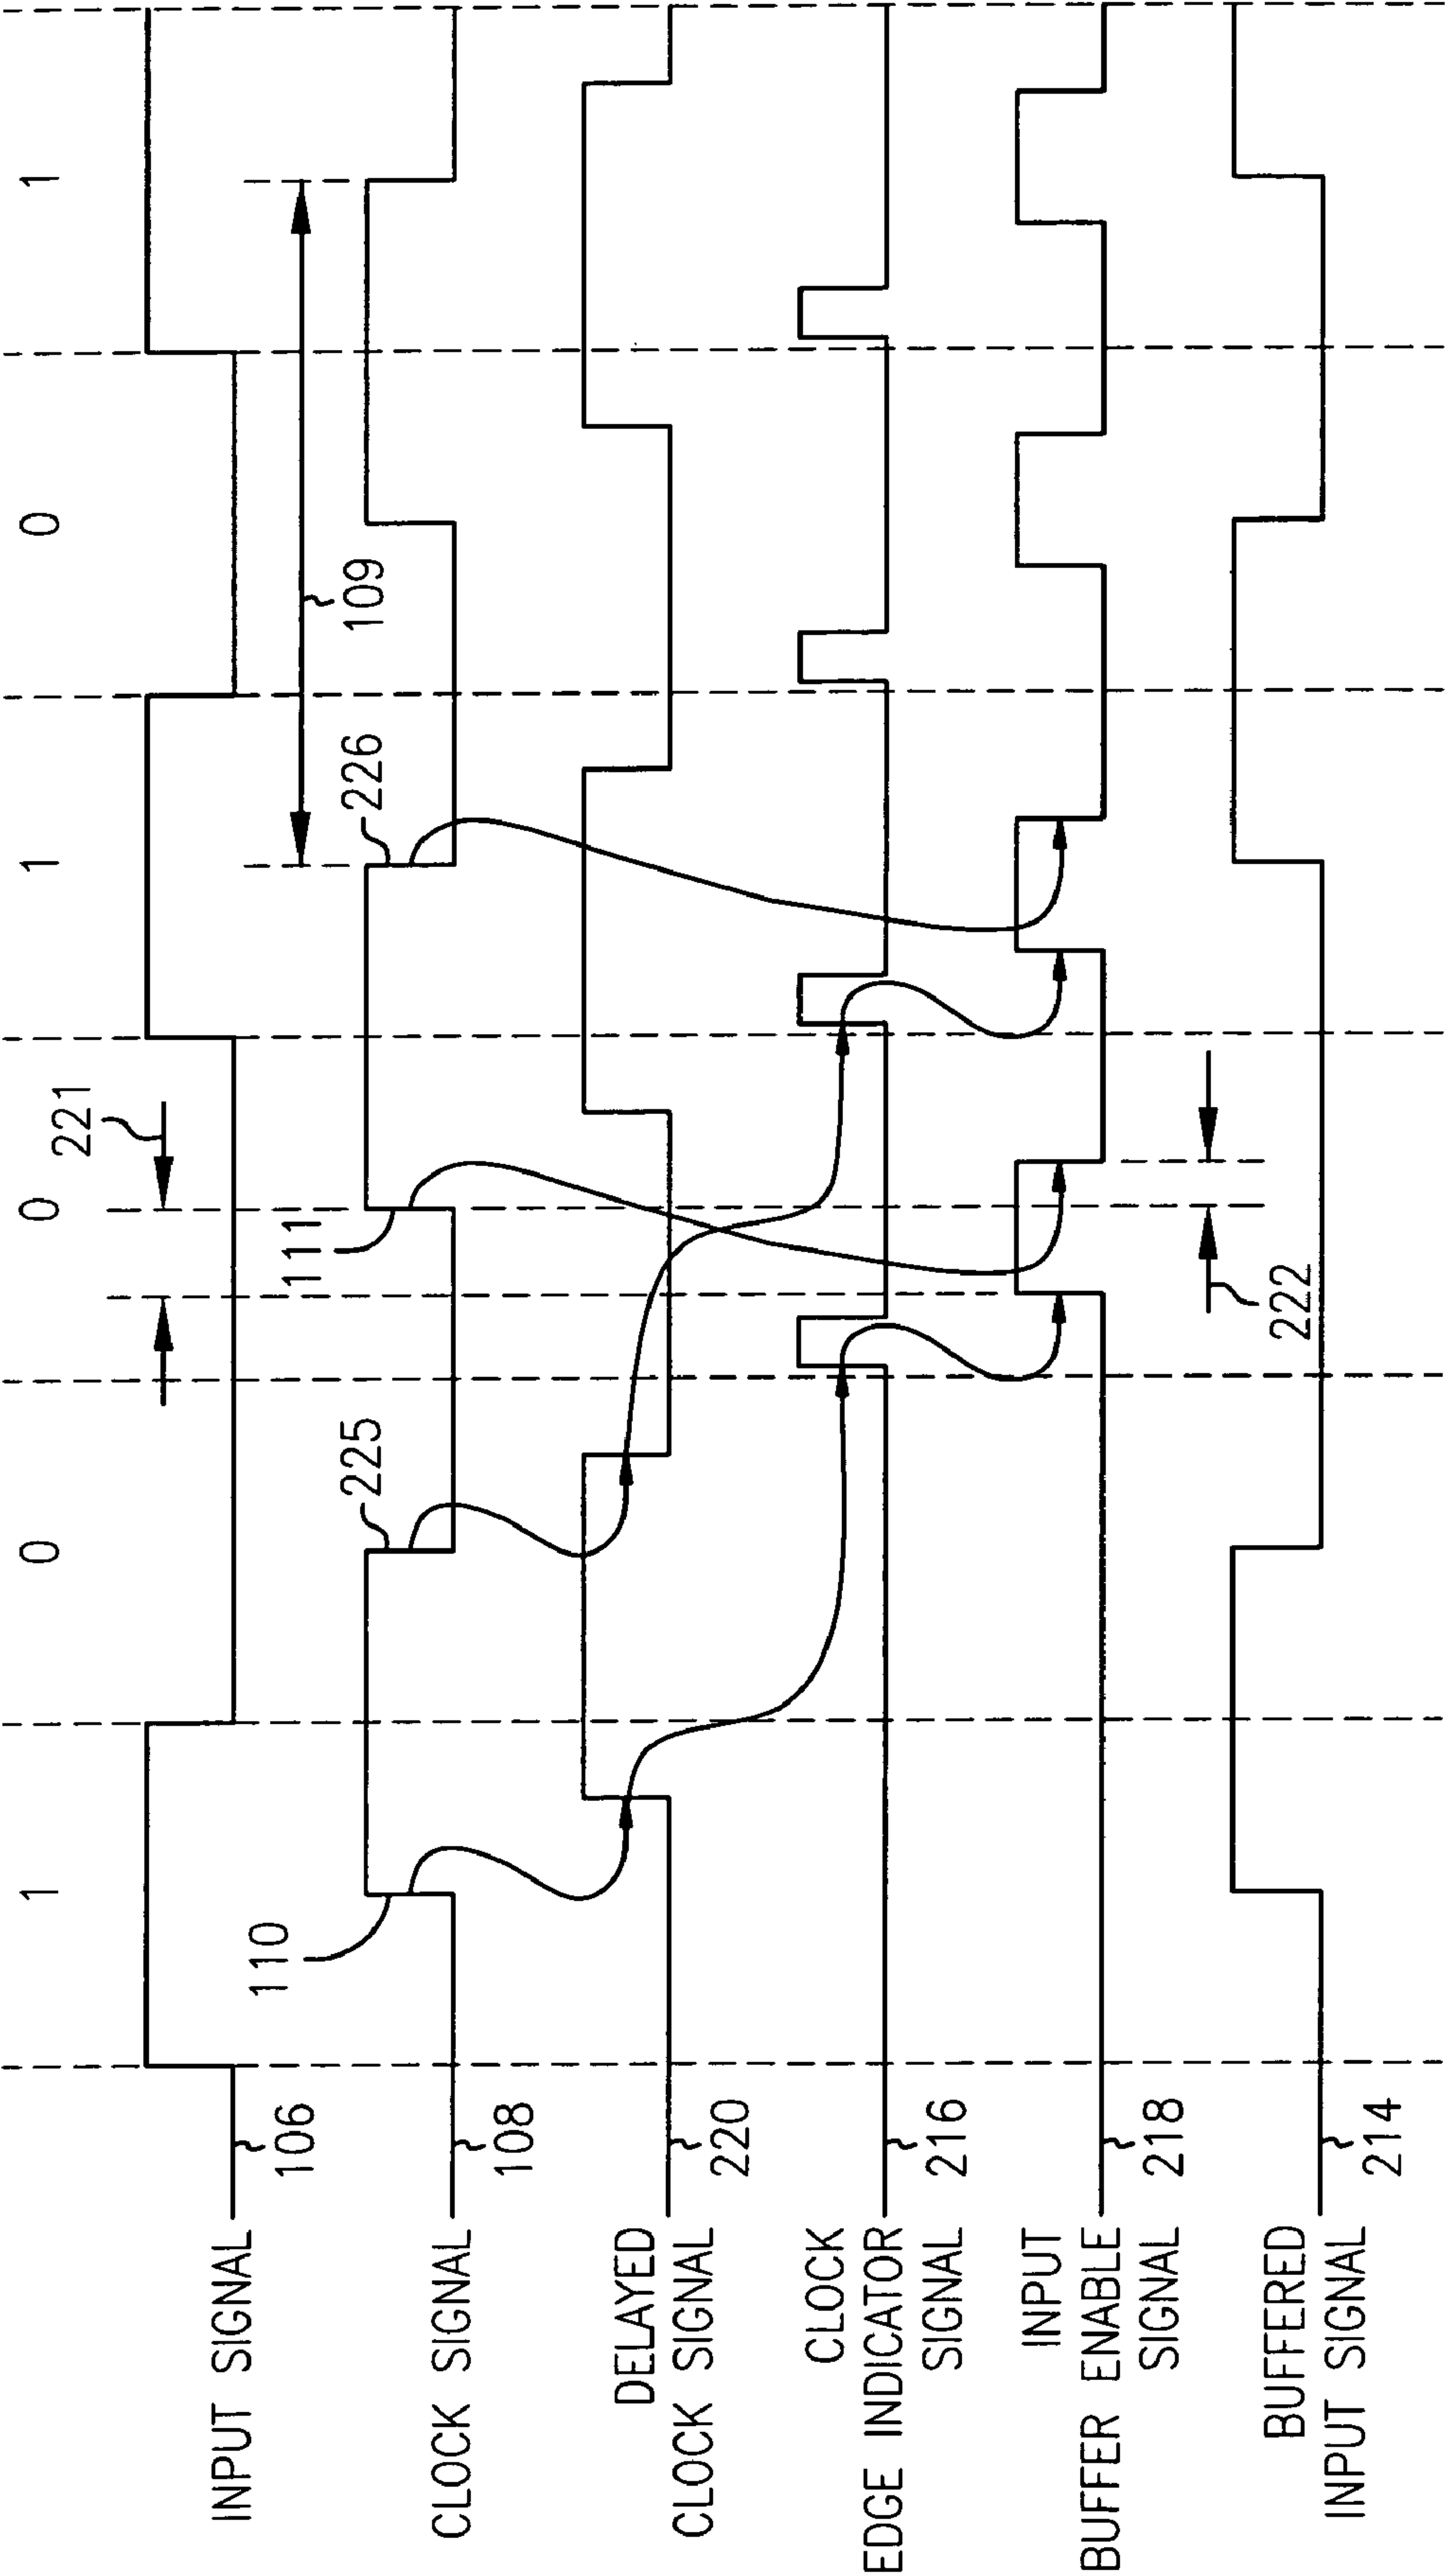 1 0 0 1 0 1
221
INPUT SIGNAL
106
110
111
225
226
109
CLOCK SIGNAL
108
DELAYED
CLOCK SIGNAL
220
CLOCK
EDGE INDICATOR
SIGNAL
216
INPUT
BUFFER ENABLE
SIGNAL
218
222
BUFFERED
INPUT SIGNAL
214